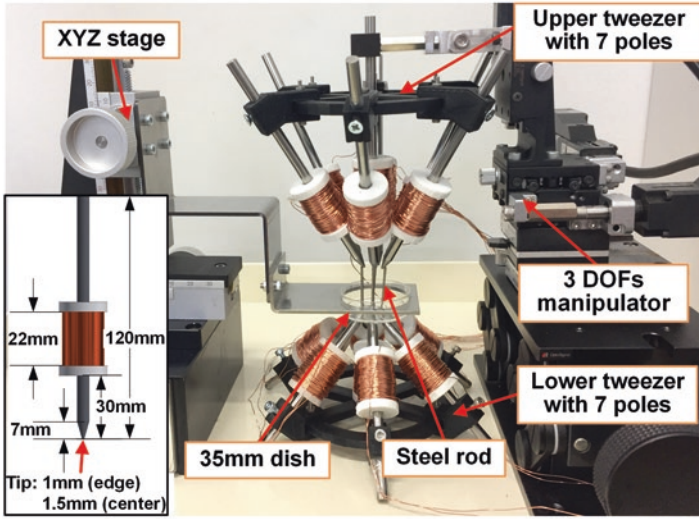 XYZ stage
Upper tweezer
with 7 poles
22mm
120mm
30mm
7mm
Tip: 1mm (edge)
1.5mm (center)
3 DOFs
manipulator
Lower tweezer
with 7 poles
35mm dish
Steel rod